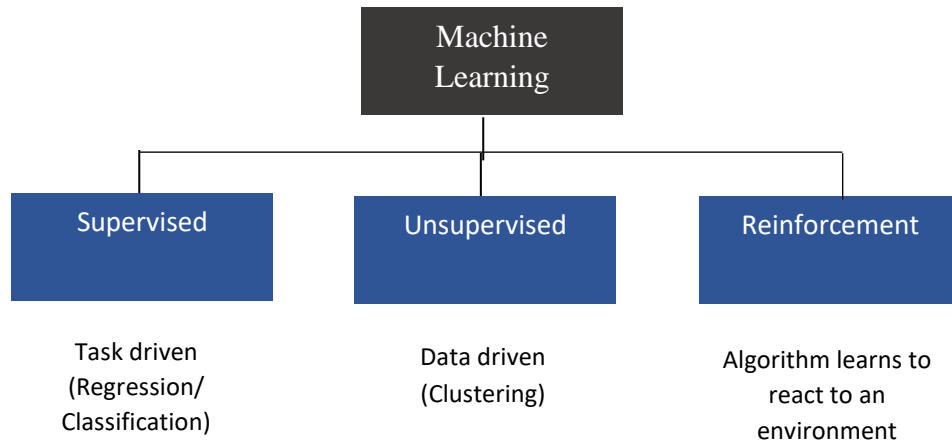 Machine
Learning
Supervised
Unsupervised
Reinforcement
Task driven
(Regression/
Classification)
Data driven
(Clustering)
Algorithm learns to
react to an
environment